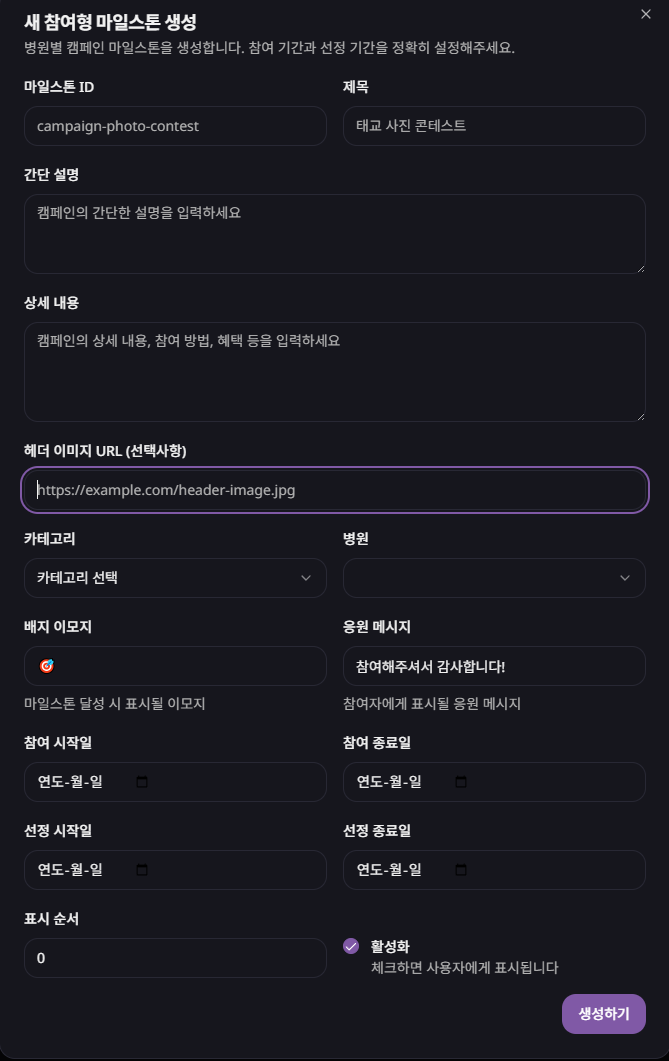 새 참여형 마일스톤 생성
병원별 캠페인 마일스톤을 생성합니다. 참여 기간과 선정 기간을 정확히 설정해주세요.
마일스톤 ID
제목
campaign-photo-contest
태교 사진 콘테스트
간단 설명
캠페인의 간단한 설명을 입력하세요
상세 내용
캠페인의 상세 내용, 참여 방법, 혜택 등을 입력하세요
헤더 이미지 URL (선택사항)
https://example.com/header-image.jpg
카테고리
병원
카테고리 선택
배지 이모지
응원 메시지
🎯
참여해주셔서 감사합니다!
마일스톤 달성 시 표시될 이모지
참여자에게 표시될 응원 메시지
참여 시작일
참여 종료일
연도-월-일
연도-월-일
선정 시작일
선정 종료일
연도-월-일
연도-월-일
표시 순서
0
활성화
체크하면 사용자에게 표시됩니다
생성하기